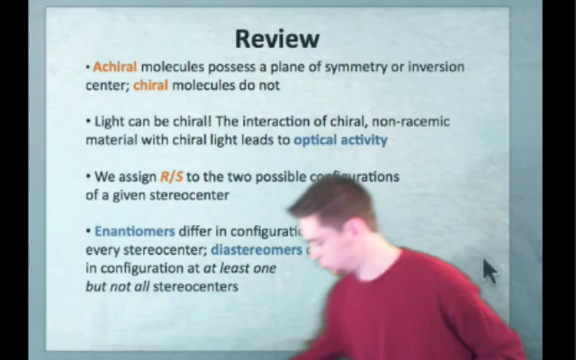 Review
• Achiral molecules possess a plane of symmetry or inversion
center; chiral molecules do not
• Light can be chiral! The interaction of chiral, non-racemic
material with chiral light leads to optical activity
• We assign R/S to the two possible configurations
of a given stereocenter
• Enantiomers differ in
every stereocenter; diastereomers
in configuration at at least one
but not all stereocenters